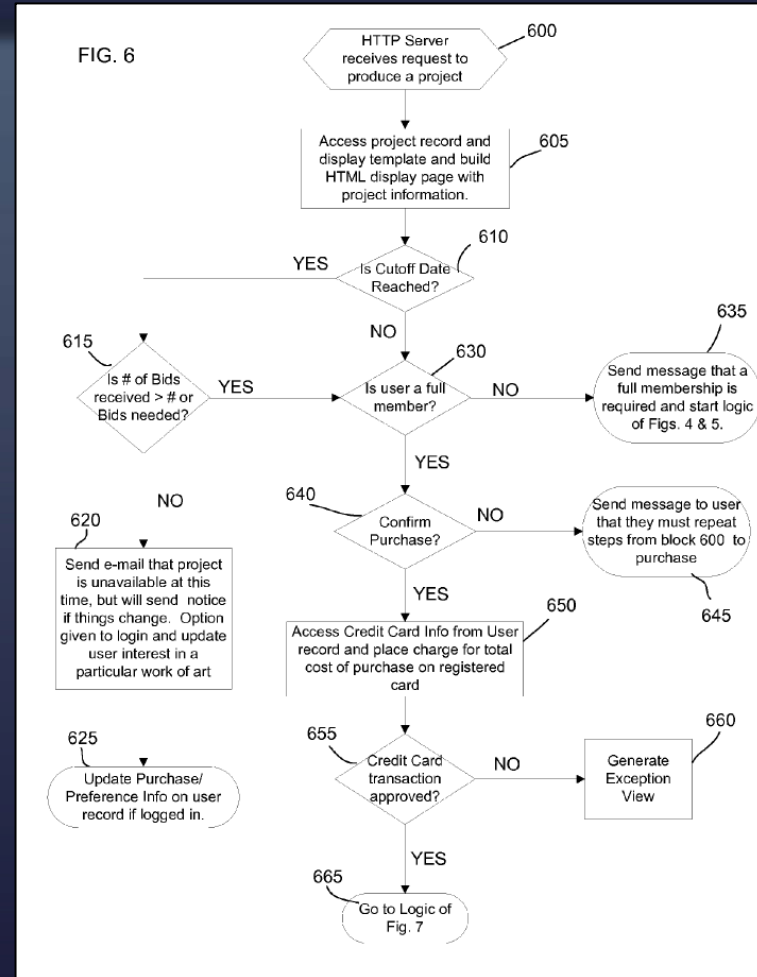 FIG. 6
600
HTTP Server
receives request to
produce a project
605
Access project record and
display template and build
HTML display page with
project information.
610
YES
Is Cutoff Date
Reached?
NO
615
Is # of Bids
received > # or
Bids needed?
YES
630
Is user a full
member?
NO
635
Send message that a
full membership is
required and start logic
of Figs. 4 & 5.
YES
NO
640
Confirm
Purchase?
NO
Send message to user
that they must repeat
steps from block 600 to
purchase
645
620
Send e-mail that project
is unavailable at this
time, but will send notice
if things change. Option
given to login and update
user interest in a
particular work of art
YES
650
Access Credit Card Info from User
record and place charge for total
cost of purchase on registered
card
625
Update Purchase/
Preference Info on user
record if logged in.
655
Credit Card
transaction
approved?
NO
660
Generate
Exception
View
YES
665
Go to Logic of
Fig. 7